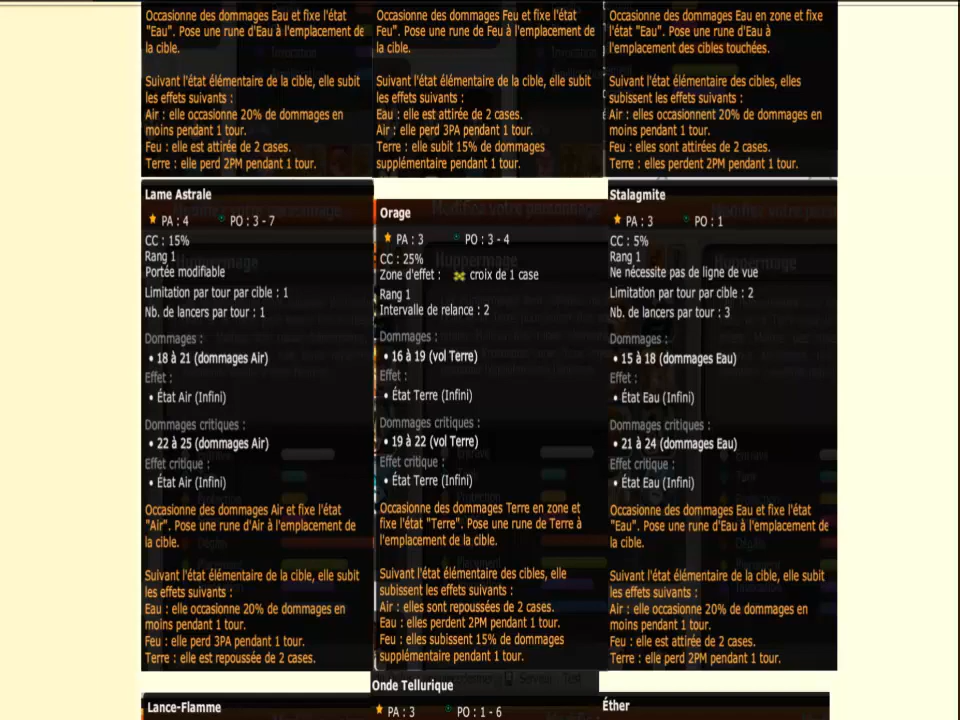 Occasionne des dommages Eau et fixe l'état
"Eau". Pose une rune d'Eau à l'emplacement de
la cible.
Suivant l'état élémentaire de la cible, elle subit
les effets suivants :
Air : elle occasionne 20% de dommages en
moins pendant 1 tour.
Feu : elle est attirée de 2 cases.
Terre : elle perd 2PM pendant 1 tour.
Occasionne des dommages Feu et fixe l'état
Feu". Pose une rune de Feu à l'emplacement de
la cible.
Suivant l'état élémentaire de la cible, elle subit
les effets suivants :
Eau : elle est attirée de 2 cases.
Air : elle perd 3PA pendant 1 tour.
Terre : elle subit 15% de dommages
supplémentaire pendant 1 tour.
Occasionne des dommages Eau en zone et fixe
l'état "Eau". Pose une rune d'Eau à
l'emplacement des cibles touchées.
Suivant l'état élémentaire des cibles, elles
subissent les effets suivants :
Air : elles occasionnent 20% de dommages en
moins pendant 1 tour.
Feu : elles sont attirées de 2 cases.
Terre : elles perdent 2PM pendant 1 tour.
Lame Astrale
PA : 4 PO : 3 - 7
CC : 15%
Rang 1
Portée modifiable
Limitation par tour par cible : 1
Nb. de lancers par tour : 1
Dommages :
• 18 à 21 (dommages Air)
Effet :
• État Air (Infini)
Dommages critiques :
• 22 à 25 (dommages Air)
Effet critique :
• État Air (Infini)
Occasionne des dommages Air et fixe l'état
"Air". Pose une rune d'Air à l'emplacement de
la cible.
Suivant l'état élémentaire de la cible, elle subit
les effets suivants :
Eau : elle occasionne 20% de dommages en
moins pendant 1 tour.
Feu : elle perd 3PA pendant 1 tour.
Terre : elle est repoussée de 2 cases.
Orage
PA : 3 PO : 3 - 4
CC : 25%
Zone d'effet : croix de 1 case
Rang 1
Intervalle de relance : 2
Dommages :
• 16 à 19 (vol Terre)
Effet :
• État Terre (Infini)
Dommages critiques :
• 19 à 22 (vol Terre)
Effet critique :
• État Terre (Infini)
Occasionne des dommages Terre en zone et
fixe l'état "Terre". Pose une rune de Terre à
l'emplacement de la cible.
Suivant l'état élémentaire des cibles, elle
subissent les effets suivants :
Air : elles sont repoussées de 2 cases.
Eau : elles perdent 2PM pendant 1 tour.
Feu : elles subissent 15% de dommages
supplémentaire pendant 1 tour.
Stalagmite
PA : 3 PO : 1
CC : 5%
Rang 1
Ne nécessite pas de ligne de vue
Limitation par tour par cible : 2
Nb. de lancers par tour : 3
Dommages :
• 15 à 18 (dommages Eau)
Effet :
• État Eau (Infini)
Dommages critiques :
• 21 à 24 (dommages Eau)
Effet critique :
• État Eau (Infini)
Occasionne des dommages Eau et fixe l'état
"Eau". Pose une rune d'Eau à l'emplacement de
la cible.
Suivant l'état élémentaire de la cible, elle subit
les effets suivants :
Air : elle occasionne 20% de dommages en
moins pendant 1 tour.
Feu : elle est attirée de 2 cases.
Terre : elle perd 2PM pendant 1 tour.
Lance-Flamme
Onde Tellurique
PA : 3 PO : 1 - 6
Éther